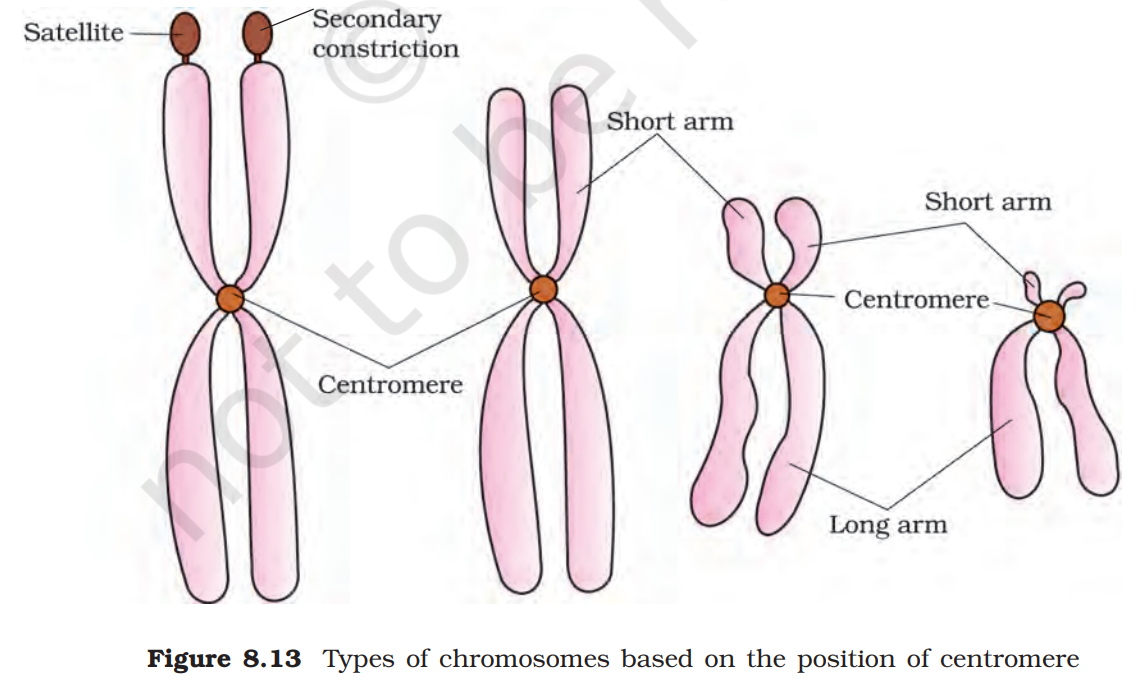 Satellite
Secondary
constriction
Short arm
Short arm
Centromere
Centromere
Long arm
© not to be r
Figure 8.13 Types of chromosomes based on the position of centromere